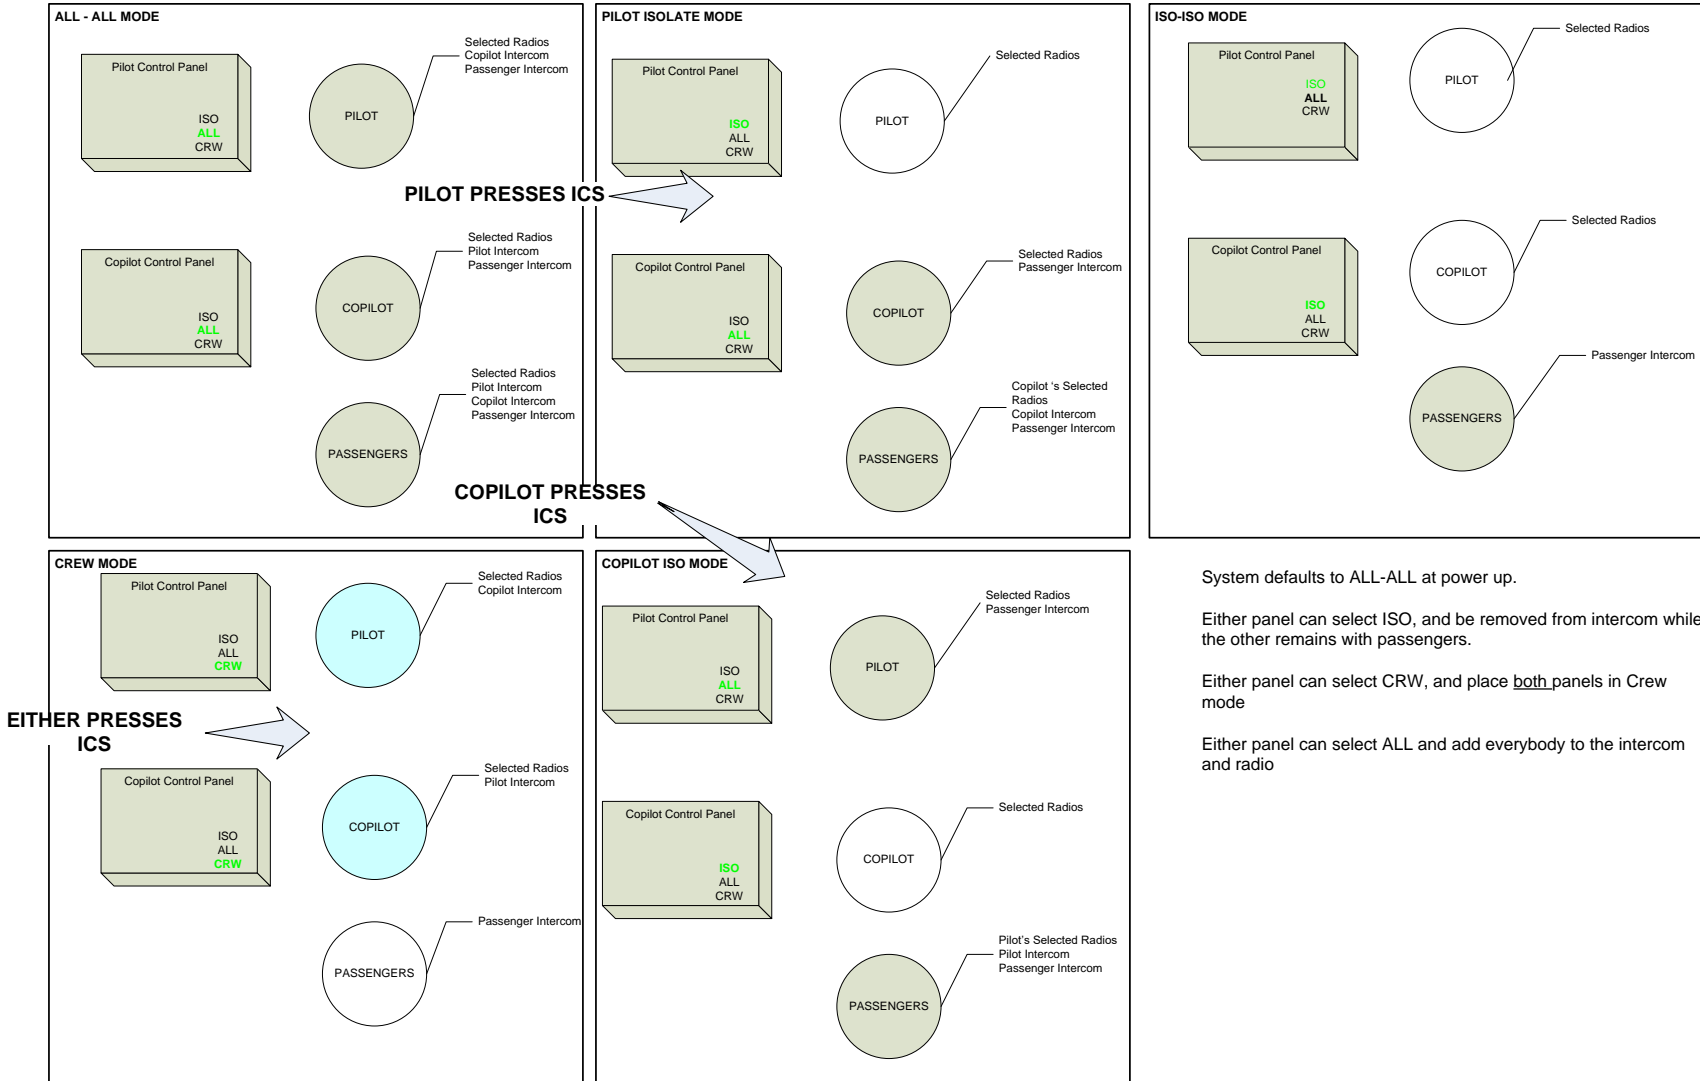 ALL - ALL MODE
Pilot Control Panel
ISO
ALL
CRW
PILOT
Selected Radios
Copilot Intercom
Passenger Intercom
Copilot Control Panel
ISO
ALL
CRW
COPILOT
Selected Radios
Pilot Intercom
Passenger Intercom
PASSENGERS
Selected Radios
Pilot Intercom
Copilot Intercom
Passenger Intercom
PILOT PRESSES ICS
PILOT ISOLATE MODE
Pilot Control Panel
ISO
ALL
CRW
PILOT
Selected Radios
Copilot Control Panel
ISO
ALL
CRW
COPILOT
Selected Radios
Passenger Intercom
PASSENGERS
Copilot ‘s Selected
Radios
Copilot Intercom
Passenger Intercom
COPILOT PRESSES
ICS
ISO-ISO MODE
Pilot Control Panel
ISO
ALL
CRW
PILOT
Selected Radios
Copilot Control Panel
ISO
ALL
CRW
COPILOT
Selected Radios
PASSENGERS
Passenger Intercom
CREW MODE
Pilot Control Panel
ISO
ALL
CRW
PILOT
Selected Radios
Copilot Intercom
EITHER PRESSES
ICS
Copilot Control Panel
ISO
ALL
CRW
COPILOT
Selected Radios
Pilot Intercom
PASSENGERS
Passenger Intercom
COPILOT ISO MODE
Pilot Control Panel
ISO
ALL
CRW
PILOT
Selected Radios
Passenger Intercom
Copilot Control Panel
ISO
ALL
CRW
COPILOT
Selected Radios
PASSENGERS
Pilot’s Selected Radios
Pilot Intercom
Passenger Intercom
System defaults to ALL-ALL at power up.
Either panel can select ISO, and be removed from intercom while
the other remains with passengers.
Either panel can select CRW, and place both panels in Crew
mode
Either panel can select ALL and add everybody to the intercom
and radio